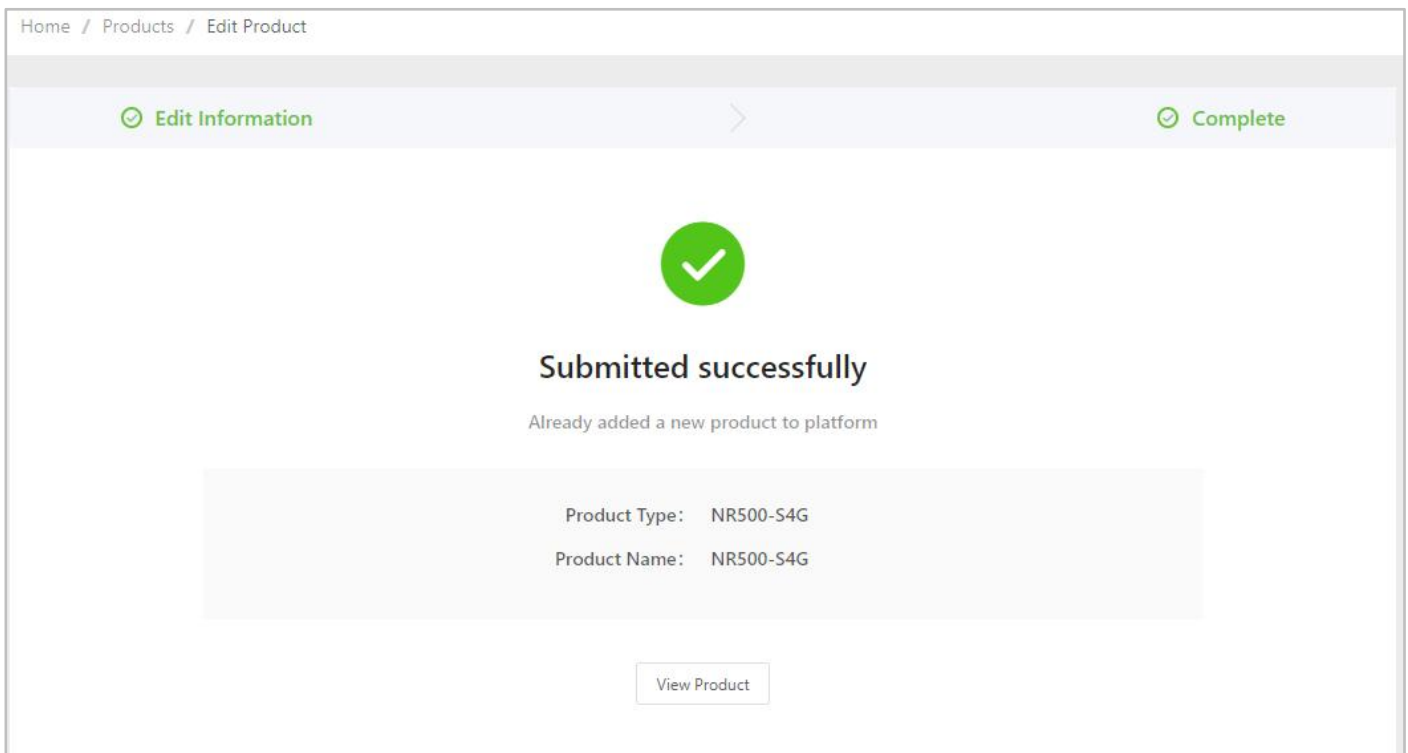 Home / Products / Edit Product
Edit Information
Complete
Submitted successfully
Already added a new product to platform
Product Type: NR500-S4G
Product Name: NR500-S4G
View Product